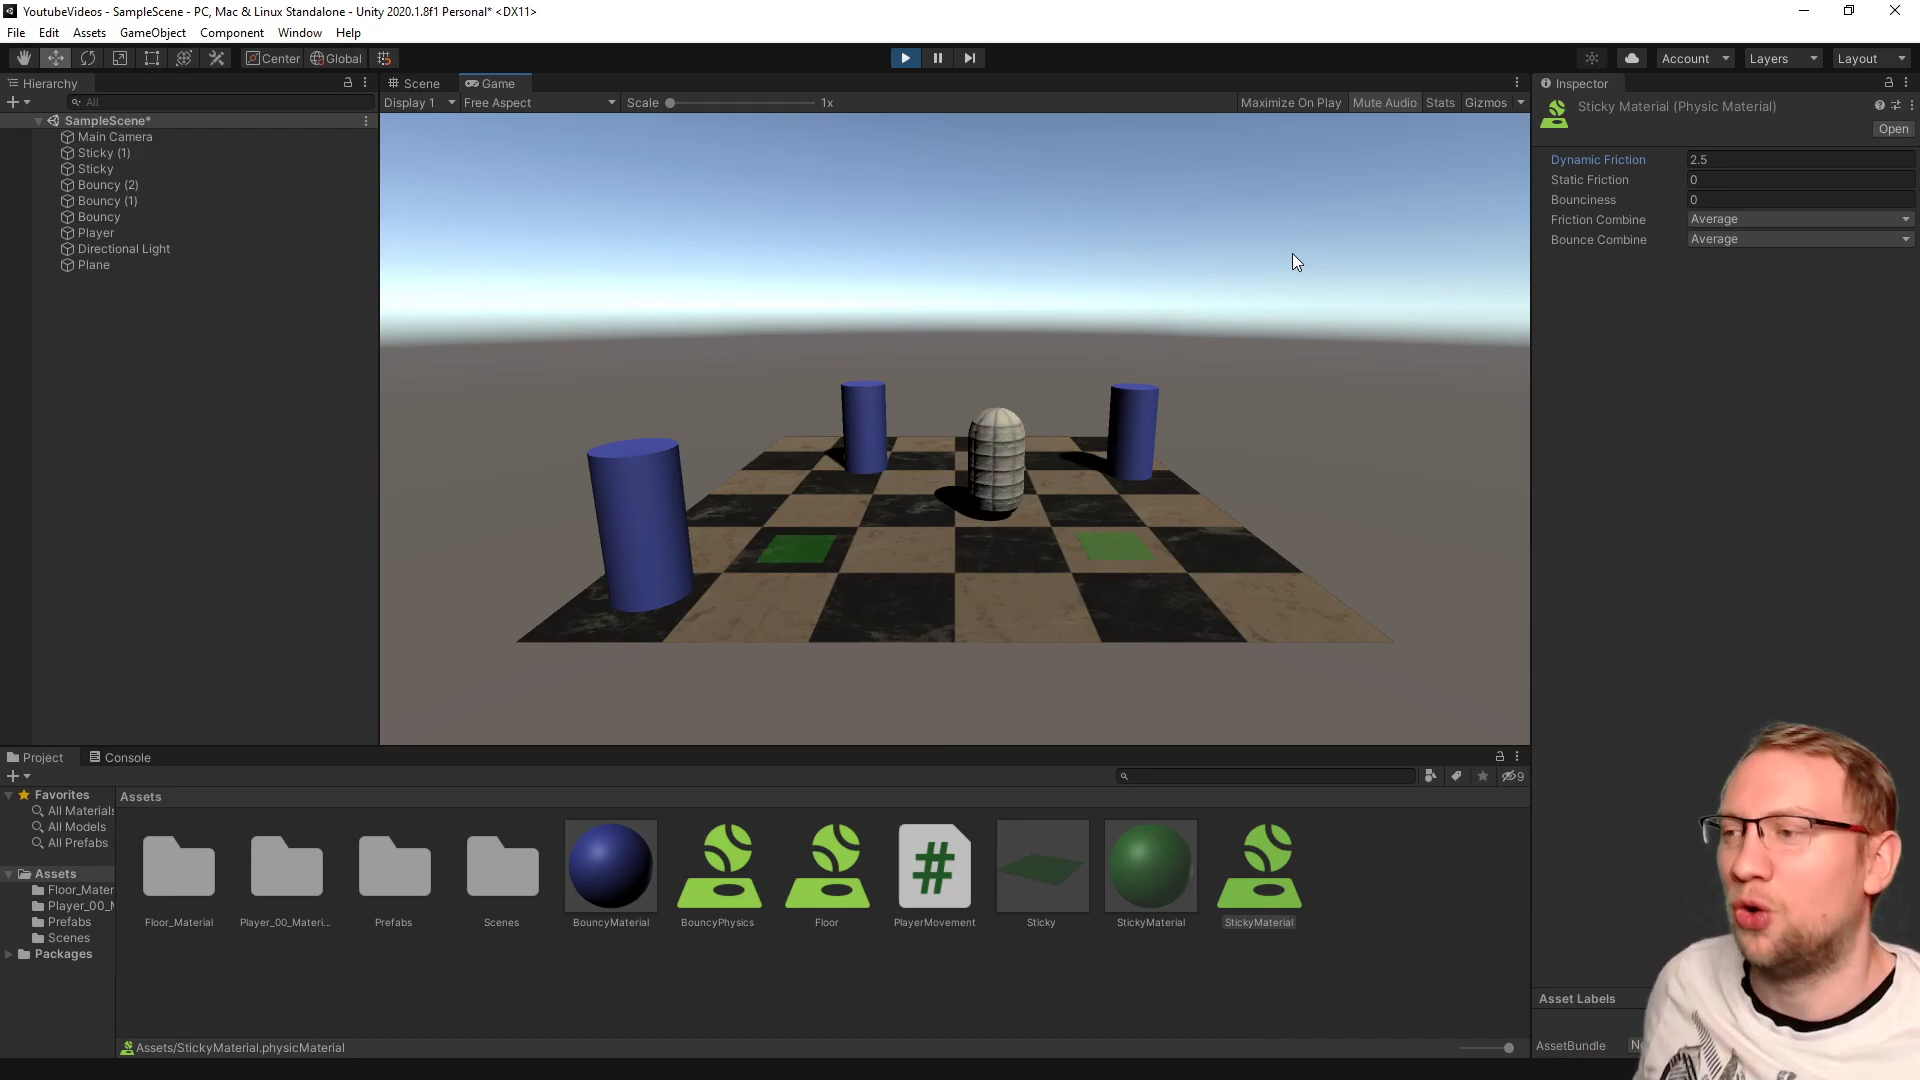 YoutubeVideos - SampleScene - PC, Mac & Linux Standalone - Unity 2020.1.8f1 Personal* <DX11>
File Edit Assets GameObject Component Window Help
Center Global Account Layers Layout
Hierarchy
All
SampleScene*
Main Camera
Sticky (1)
Sticky
Bouncy (2)
Bouncy (1)
Bouncy
Player
Directional Light
Plane
Scene Game
Display 1 Free Aspect Scale 1x Maximize On Play Mute Audio Stats Gizmos
Inspector
Sticky Material (Physic Material)
Open
Dynamic Friction 2.5
Static Friction 0
Bounciness 0
Friction Combine Average
Bounce Combine Average
Project Console
9
Favorites
All Materials
All Models
All Prefabs
Assets
Floor_Mater
Player_00_M
Prefabs
Scenes
Packages
Assets
Floor_Material Player_00_Materi... Prefabs Scenes BouncyMaterial BouncyPhysics Floor PlayerMovement Sticky StickyMaterial StickyMaterial
Assets/StickyMaterial.physicMaterial
Asset Labels
AssetBundle